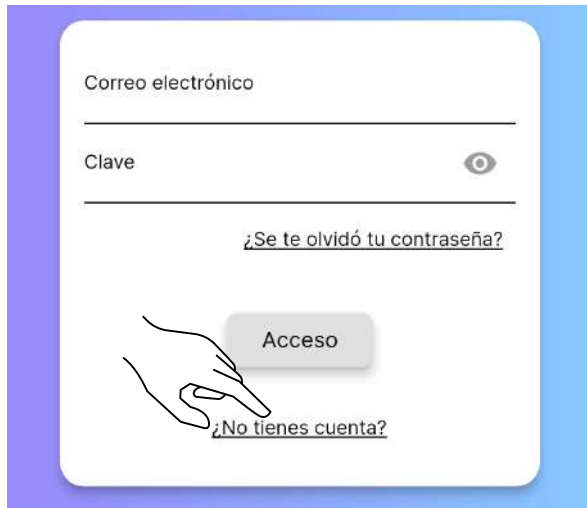 Correo electrónico
Clave
¿Se te olvidó tu contraseña?
Acceso
¿No tienes cuenta?